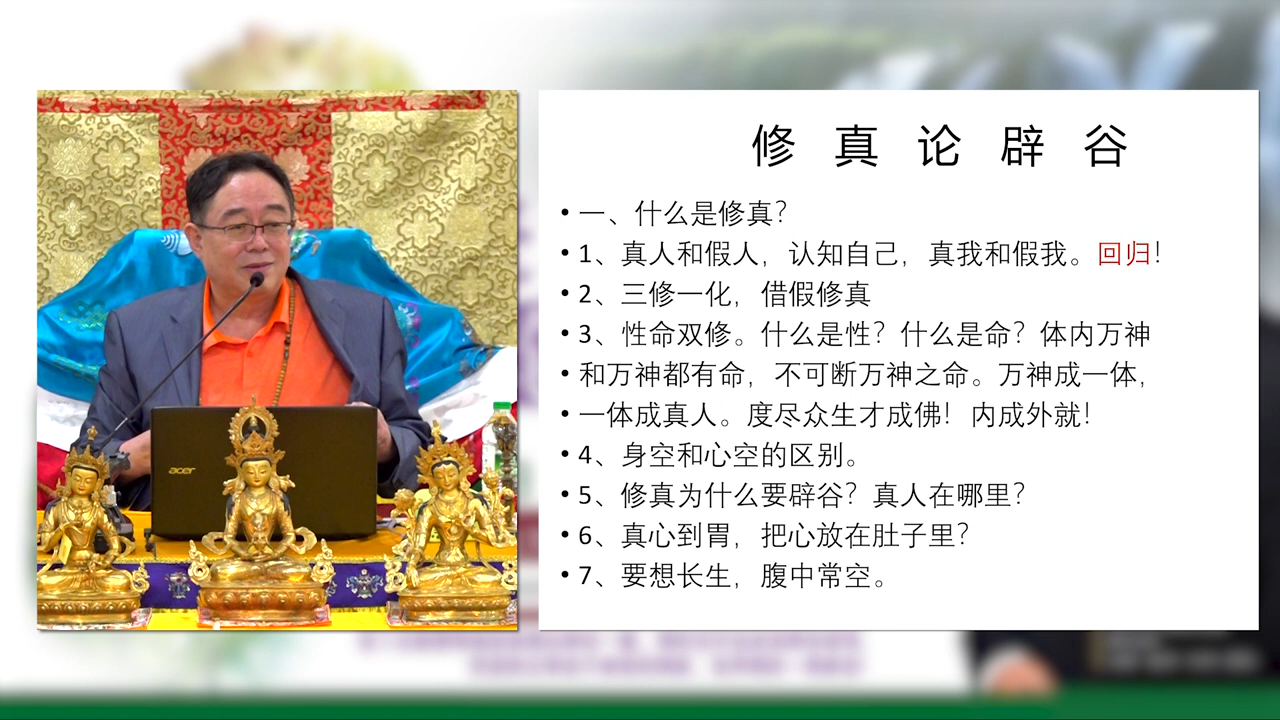 修真论辟谷
• 一、什么是修真？
• 1、真人和假人，认知自己，真我和假我。回归！
• 2、三修一化，借假修真
• 3、性命双修。什么是性？什么是命？体内万神
• 和万神都有命，不可断万神之命。万神成一体，
• 一体成真人。度尽众生才成佛！内成外就！
• 4、身空和心空的区别。
• 5、修真为什么要辟谷？真人在哪里？
• 6、真心到胃，把心放在肚子里？
• 7、要想长生，腹中常空。
acer